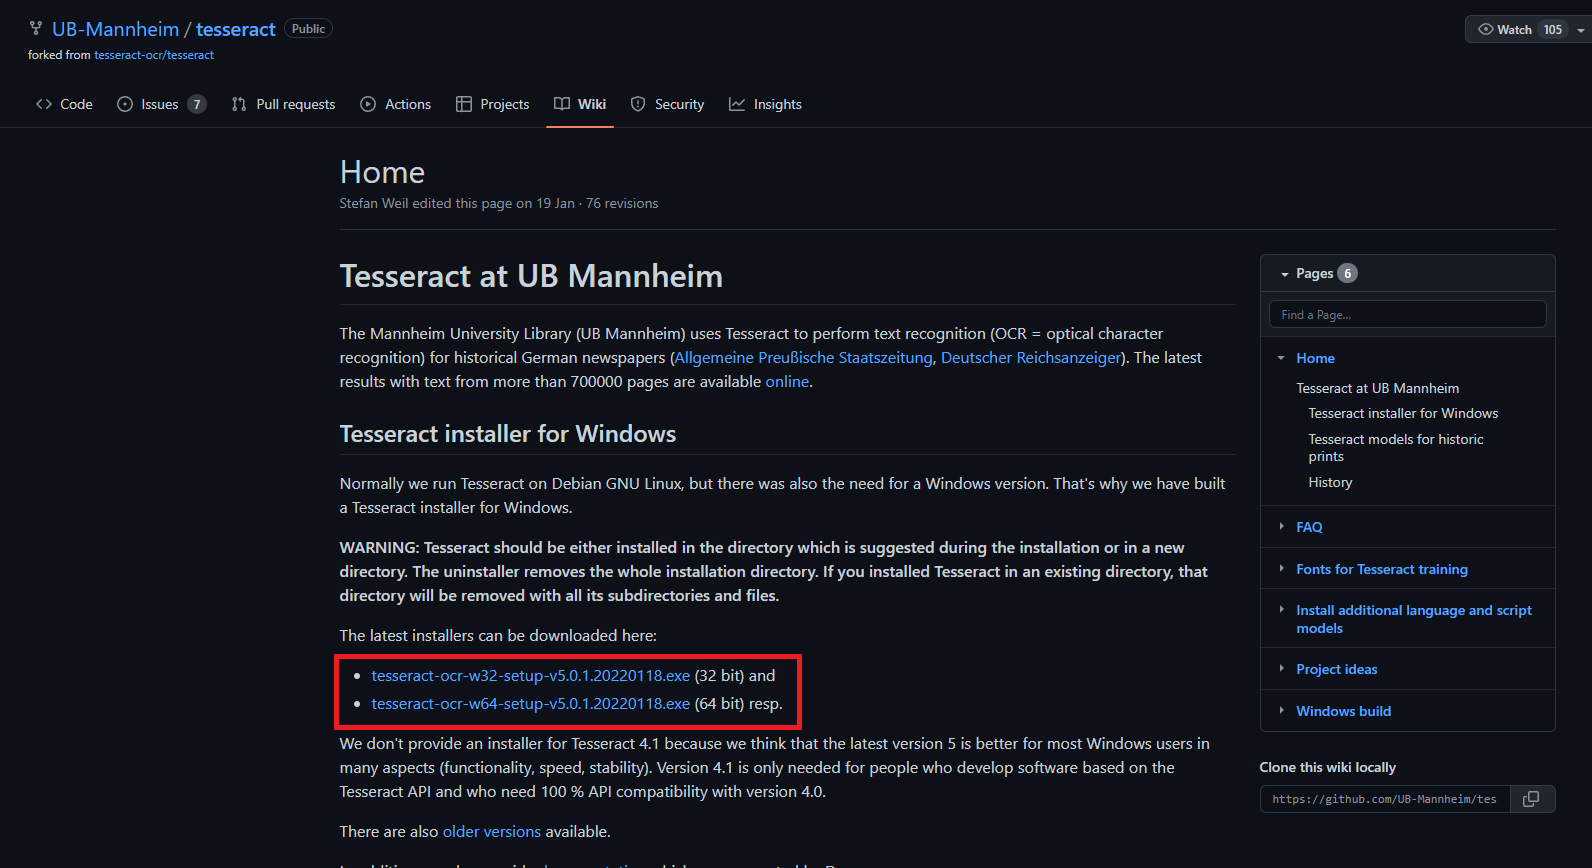 UB-Mannheim / tesseract Public
Watch 105
forked from tesseract-ocr/tesseract
Code Issues 7 Pull requests Actions Projects Wiki Security Insights
Home
Stefan Weil edited this page on 19 Jan · 76 revisions
Tesseract at UB Mannheim
The Mannheim University Library (UB Mannheim) uses Tesseract to perform text recognition (OCR = optical character
recognition) for historical German newspapers (Allgemeine Preußische Staatszeitung, Deutscher Reichsanzeiger). The latest
results with text from more than 700000 pages are available online.
Tesseract installer for Windows
Normally we run Tesseract on Debian GNU Linux, but there was also the need for a Windows version. That's why we have built
a Tesseract installer for Windows.
WARNING: Tesseract should be either installed in the directory which is suggested during the installation or in a new
directory. The uninstaller removes the whole installation directory. If you installed Tesseract in an existing directory, that
directory will be removed with all its subdirectories and files.
The latest installers can be downloaded here:
• tesseract-ocr-w32-setup-v5.0.1.20220118.exe (32 bit) and
• tesseract-ocr-w64-setup-v5.0.1.20220118.exe (64 bit) resp.
We don't provide an installer for Tesseract 4.1 because we think that the latest version 5 is better for most Windows users in
many aspects (functionality, speed, stability). Version 4.1 is only needed for people who develop software based on the
Tesseract API and who need 100 % API compatibility with version 4.0.
There are also older versions available.
Pages 6
Find a Page...
Home
Tesseract at UB Mannheim
Tesseract installer for Windows
Tesseract models for historic
prints
History
FAQ
Fonts for Tesseract training
Install additional language and script
models
Project ideas
Windows build
Clone this wiki locally
https://github.com/UB-Mannheim/tes